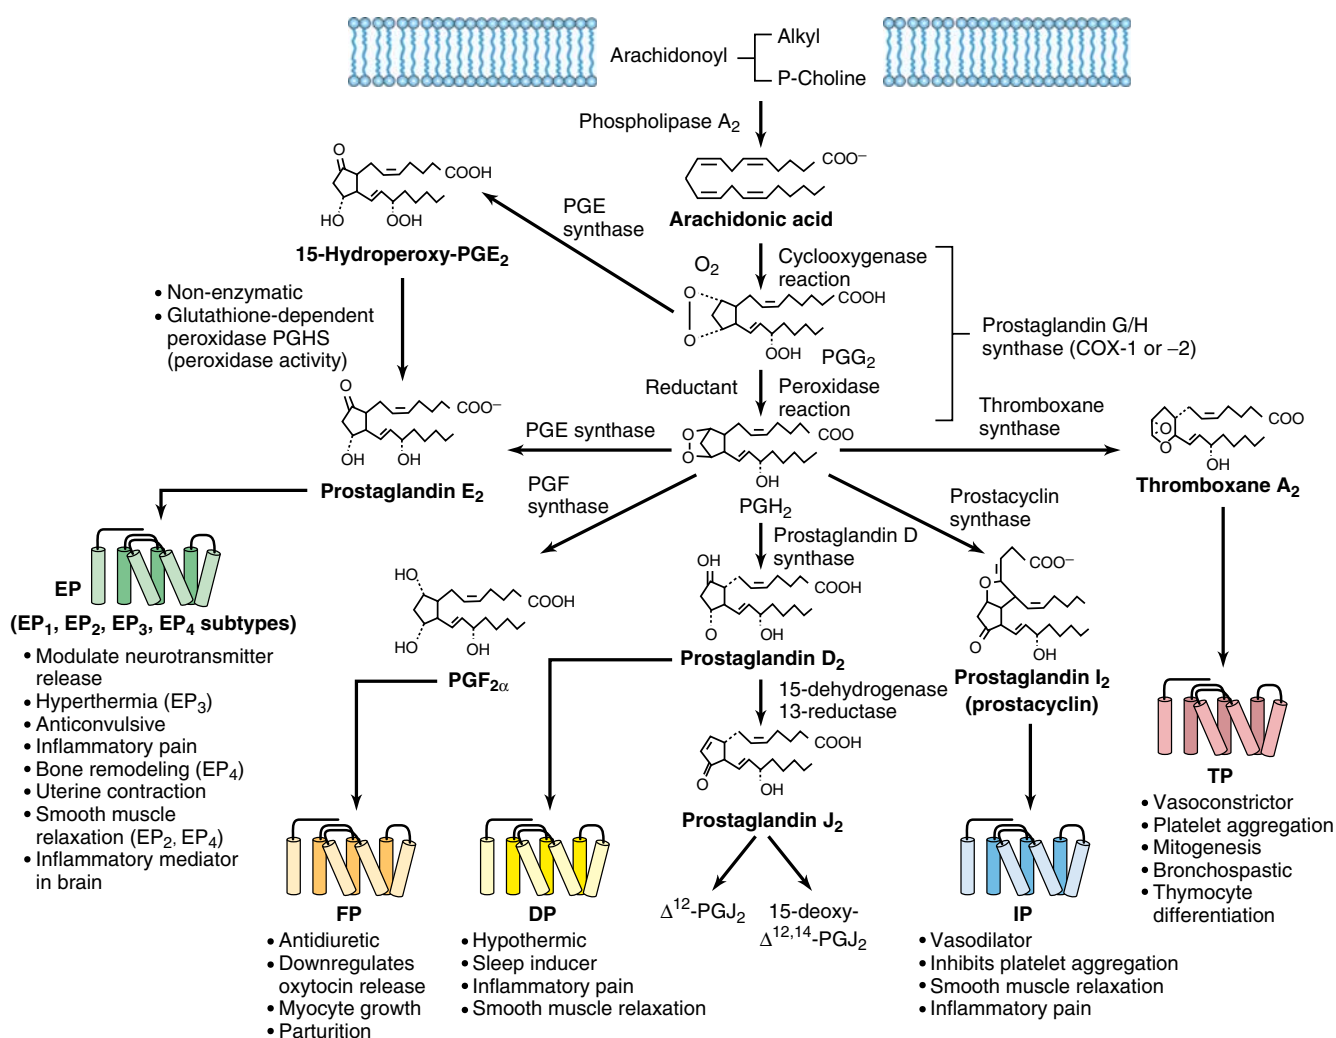 Arachidonoyl
Alkyl
P-Choline
Phospholipase A2
COO−
Arachidonic acid
O
COOH
HO
OOH
15-Hydroperoxy-PGE2
PGE
synthase
O2
Cyclooxygenase
reaction
O
O
COOH
OOH
PGG2
Prostaglandin G/H
synthase (COX-1 or −2)
• Non-enzymatic
• Glutathione-dependent
peroxidase PGHS
(peroxidase activity)
Reductant
Peroxidase
reaction
O
COO−
OH
OH
Prostaglandin E2
PGE synthase
O
O
COO
OH
PGH2
Thromboxane
synthase
COO
O
O
OH
Thromboxane A2
PGF
synthase
Prostaglandin D
synthase
Prostacyclin
synthase
EP
(EP1, EP2, EP3, EP4 subtypes)
• Modulate neurotransmitter
release
• Hyperthermia (EP3)
• Anticonvulsive
• Inflammatory pain
• Bone remodeling (EP4)
• Uterine contraction
• Smooth muscle
relaxation (EP2, EP4)
• Inflammatory mediator
in brain
HO
COOH
HO
OH
PGF2α
OH
COOH
O
OH
Prostaglandin D2
COO−
O
O
OH
Prostaglandin I2
(prostacyclin)
15-dehydrogenase
13-reductase
COOH
O
OH
Prostaglandin J2
Δ12-PGJ2
15-deoxy-
Δ12,14-PGJ2
FP
• Antidiuretic
• Downregulates
oxytocin release
• Myocyte growth
• Parturition
DP
• Hypothermic
• Sleep inducer
• Inflammatory pain
• Smooth muscle relaxation
IP
• Vasodilator
• Inhibits platelet aggregation
• Smooth muscle relaxation
• Inflammatory pain
TP
• Vasoconstrictor
• Platelet aggregation
• Mitogenesis
• Bronchospastic
• Thymocyte
differentiation